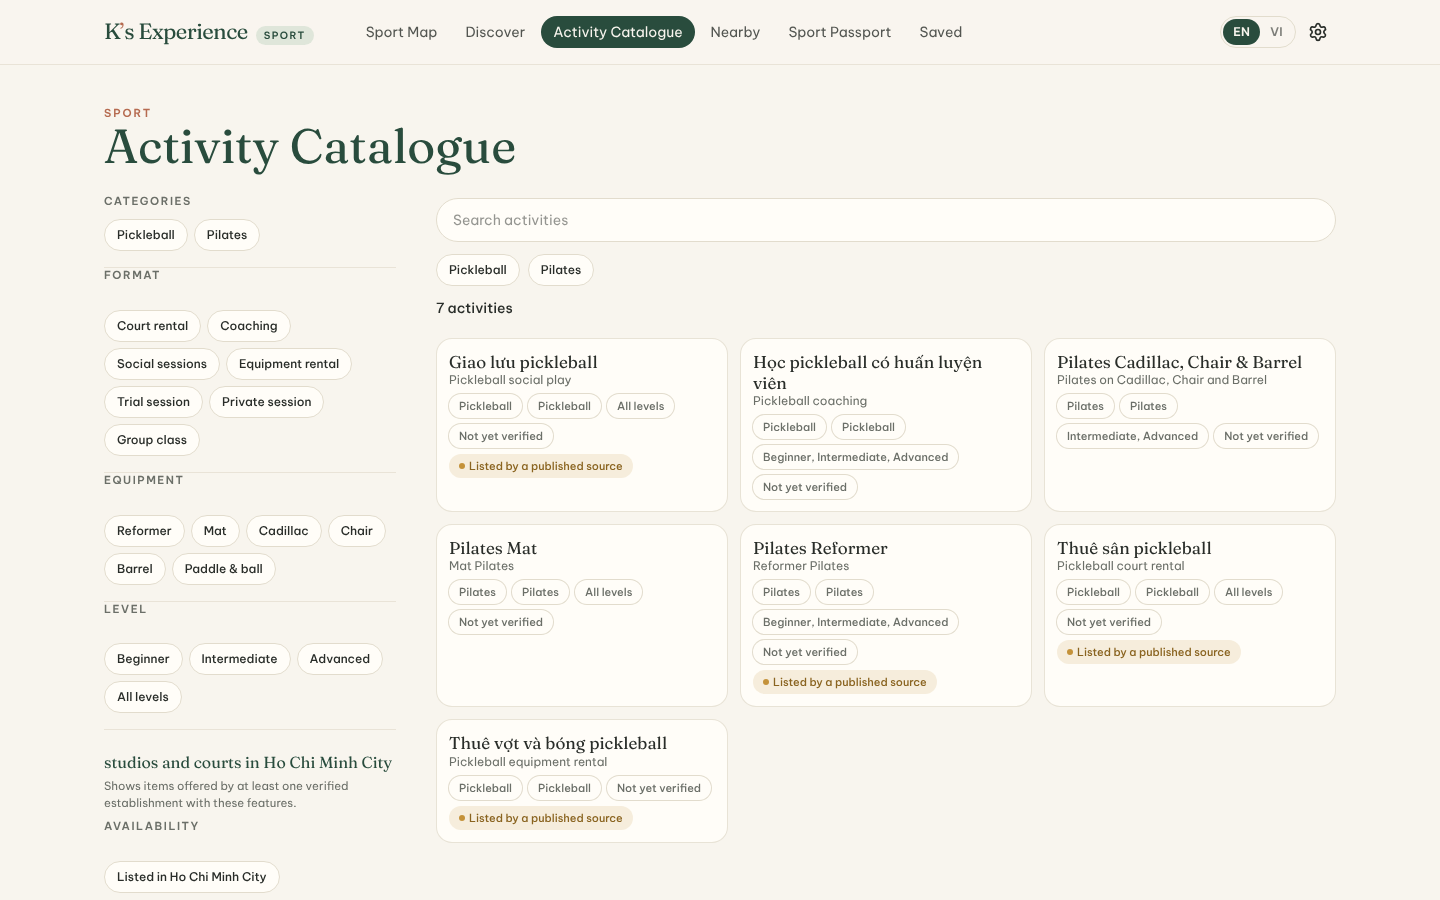 K's Experience SPORT
Sport Map
Discover
Activity Catalogue
Nearby
Sport Passport
Saved
EN
VI
SPORT
Activity Catalogue
CATEGORIES
Pickleball
Pilates
FORMAT
Court rental
Coaching
Social sessions
Equipment rental
Trial session
Private session
Group class
EQUIPMENT
Reformer
Mat
Cadillac
Chair
Barrel
Paddle & ball
LEVEL
Beginner
Intermediate
Advanced
All levels
studios and courts in Ho Chi Minh City
Shows items offered by at least one verified
establishment with these features.
AVAILABILITY
Listed in Ho Chi Minh City
Search activities
Pickleball
Pilates
7 activities
Giao lưu pickleball
Pickleball social play
Pickleball
Pickleball
All levels
Not yet verified
Listed by a published source
Học pickleball có huấn luyện
viên
Pickleball coaching
Pickleball
Pickleball
Beginner, Intermediate, Advanced
Not yet verified
Pilates Cadillac, Chair & Barrel
Pilates on Cadillac, Chair and Barrel
Pilates
Pilates
Intermediate, Advanced
Not yet verified
Pilates Mat
Mat Pilates
Pilates
Pilates
All levels
Not yet verified
Pilates Reformer
Reformer Pilates
Pilates
Pilates
Beginner, Intermediate, Advanced
Not yet verified
Listed by a published source
Thuê sân pickleball
Pickleball court rental
Pickleball
Pickleball
All levels
Not yet verified
Listed by a published source
Thuê vợt và bóng pickleball
Pickleball equipment rental
Pickleball
Pickleball
Not yet verified
Listed by a published source